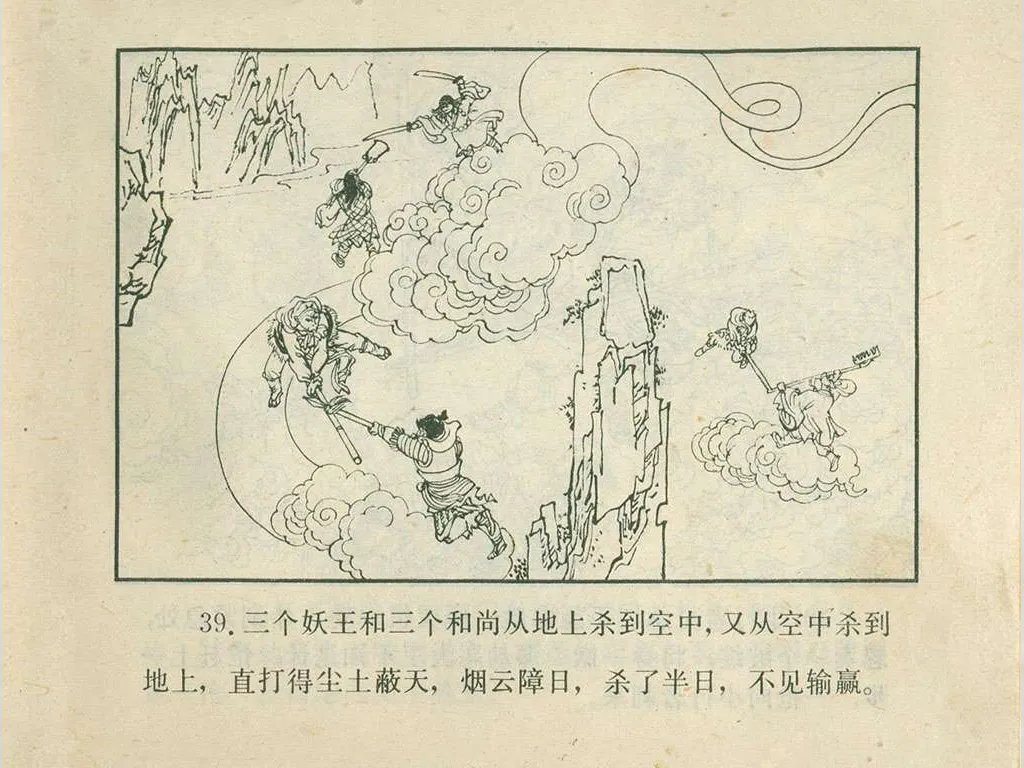 39. 三个妖王和三个和尚从地上杀到空中,又从空中杀到
地上，直打得尘土蔽天，烟云障日，杀了半日，不见输赢。